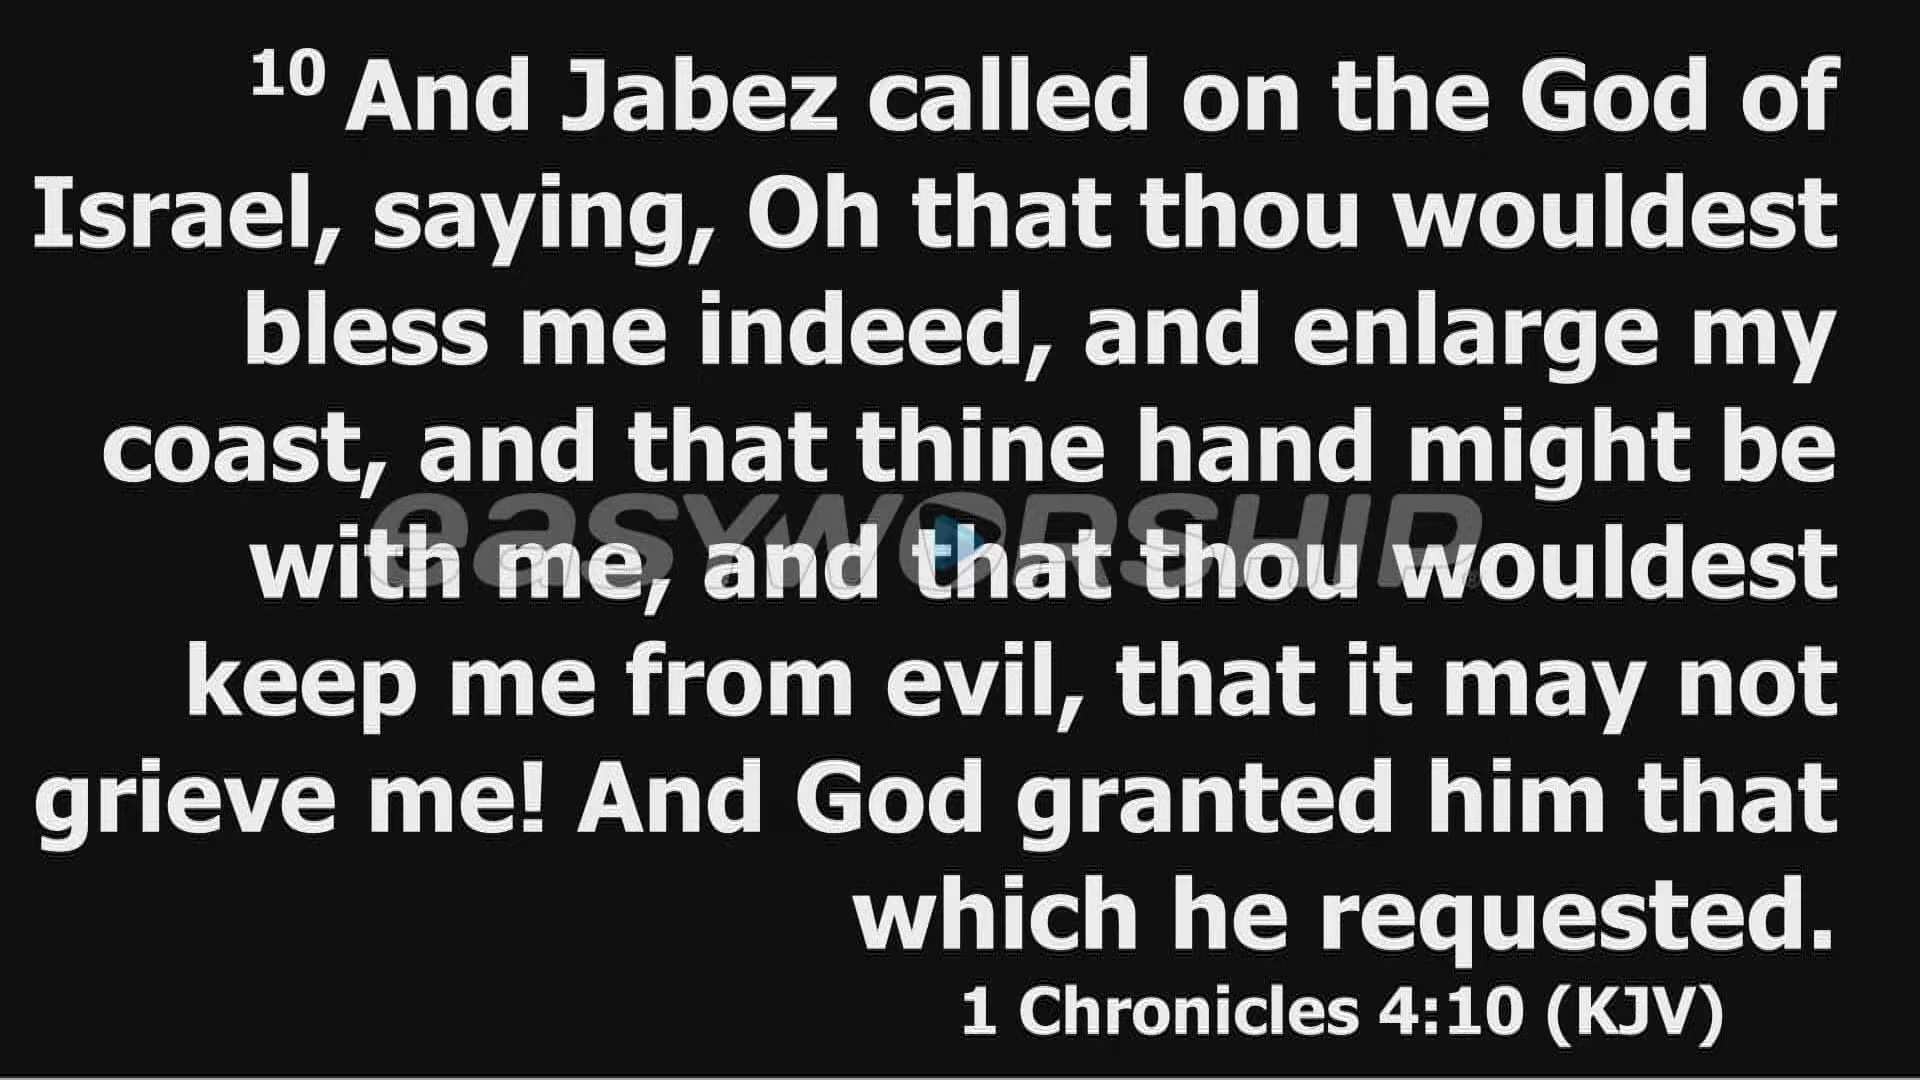 10 And Jabez called on the God of
Israel, saying, Oh that thou wouldest
bless me indeed, and enlarge my
coast, and that thine hand might be
with me, and that thou wouldest
keep me from evil, that it may not
grieve me! And God granted him that
which he requested.
1 Chronicles 4:10 (KJV)
easyWORSHIP®